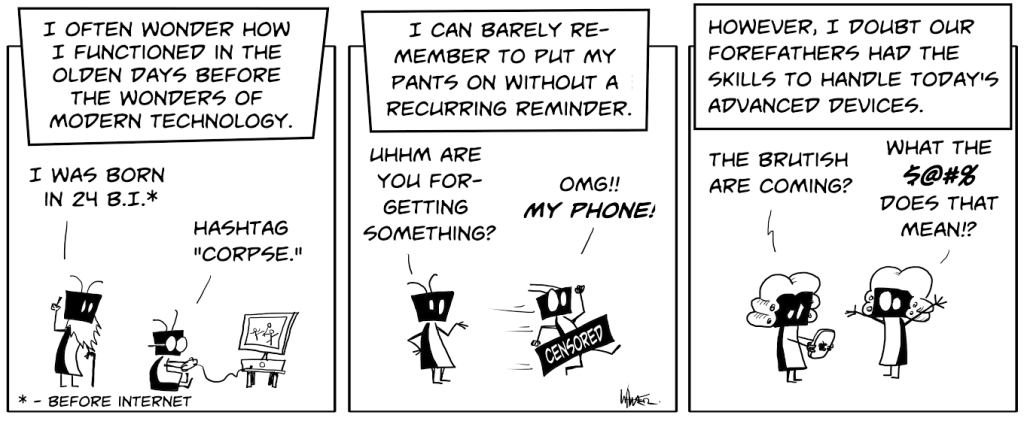 I OFTEN WONDER HOW
I FUNCTIONED IN THE
OLDEN DAYS BEFORE
THE WONDERS OF
MODERN TECHNOLOGY.
I WAS BORN
IN 24 B.I.*
HASHTAG
"CORPSE."
* - BEFORE INTERNET
I CAN BARELY RE-
MEMBER TO PUT MY
PANTS ON WITHOUT A
RECURRING REMINDER.
UHHM ARE
YOU FOR-
GETTING
SOMETHING?
OMG!!
MY PHONE!
CENSORED
HOWEVER, I DOUBT OUR
FOREFATHERS HAD THE
SKILLS TO HANDLE TODAY'S
ADVANCED DEVICES.
THE BRUTISH
ARE COMING?
WHAT THE
$@#%
DOES THAT
MEAN!?